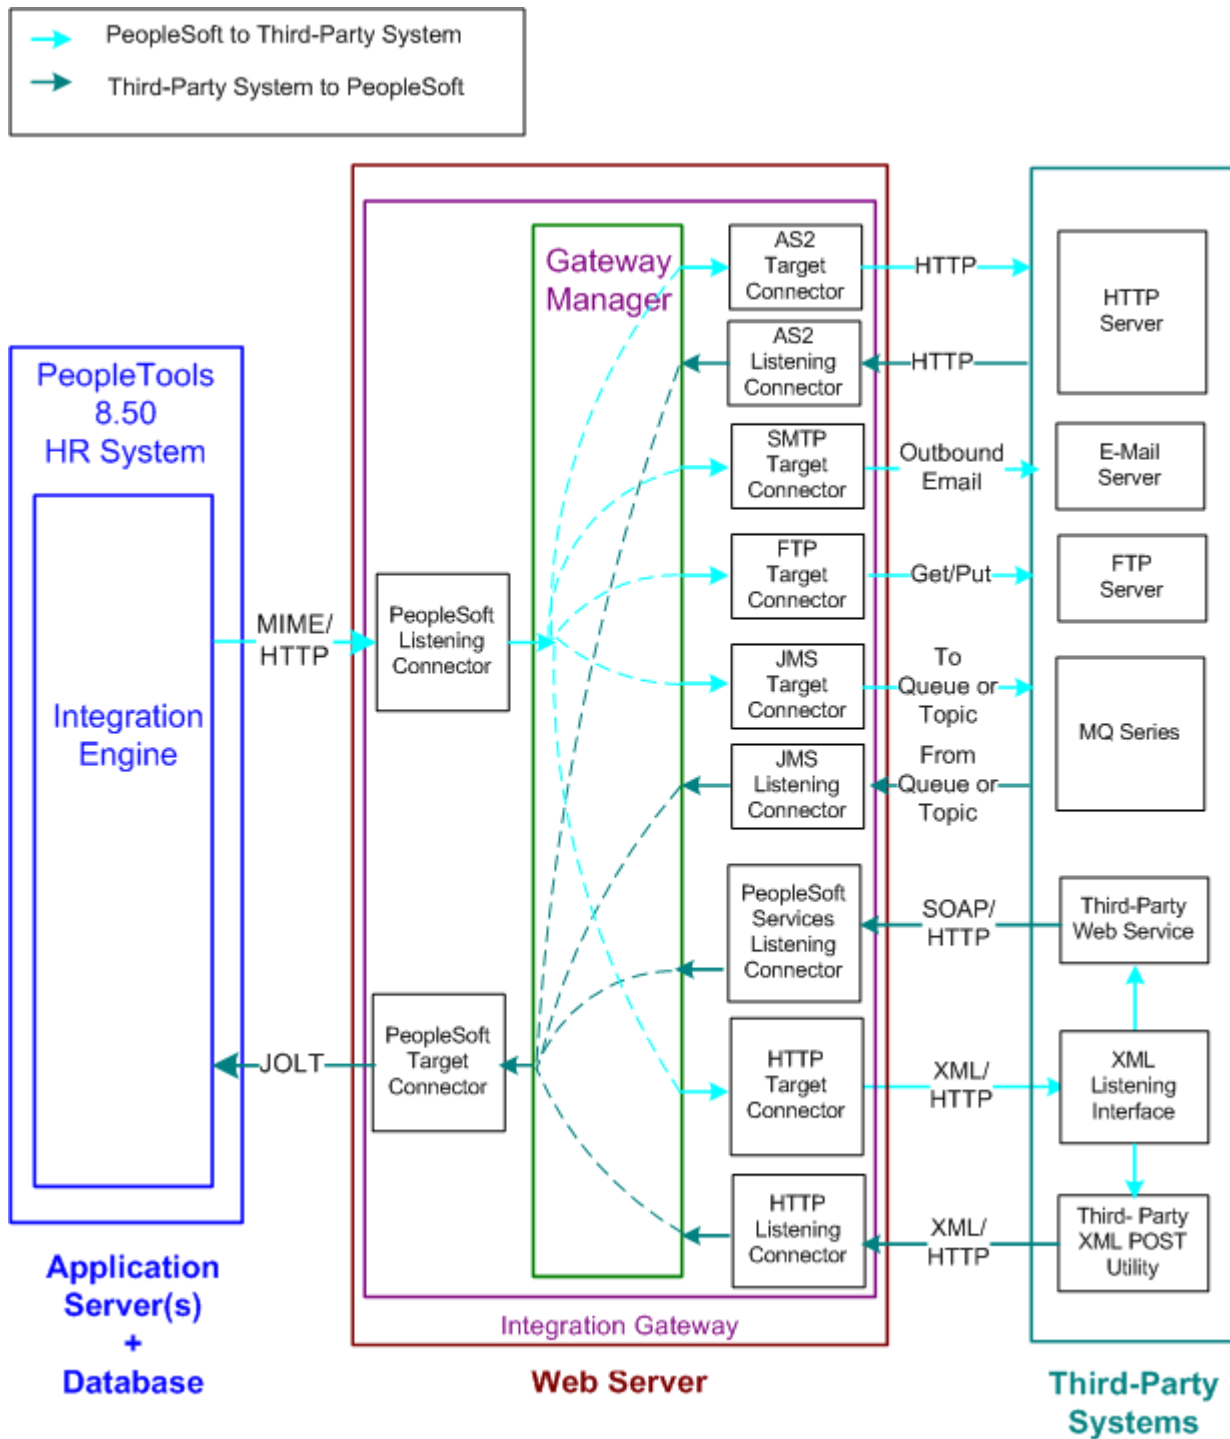 PeopleSoft to Third-Party System
Third-Party System to PeopleSoft
PeopleTools
8.50
HR System
Integration
Engine
Application
Server(s)
+
Database
MIME/
HTTP
JOLT
PeopleSoft
Listening
Connector
PeopleSoft
Target
Connector
Gateway
Manager
AS2
Target
Connector
AS2
Listening
Connector
SMTP
Target
Connector
FTP
Target
Connector
JMS
Target
Connector
JMS
Listening
Connector
PeopleSoft
Services
Listening
Connector
HTTP
Target
Connector
HTTP
Listening
Connector
Integration Gateway
Web Server
HTTP
HTTP
Outbound
Email
Get/Put
To
Queue or
Topic
From
Queue or
Topic
SOAP/
HTTP
XML/
HTTP
XML/
HTTP
HTTP
Server
E-Mail
Server
FTP
Server
MQ Series
Third-Party
Web Service
XML
Listening
Interface
Third- Party
XML POST
Utility
Third-Party
Systems